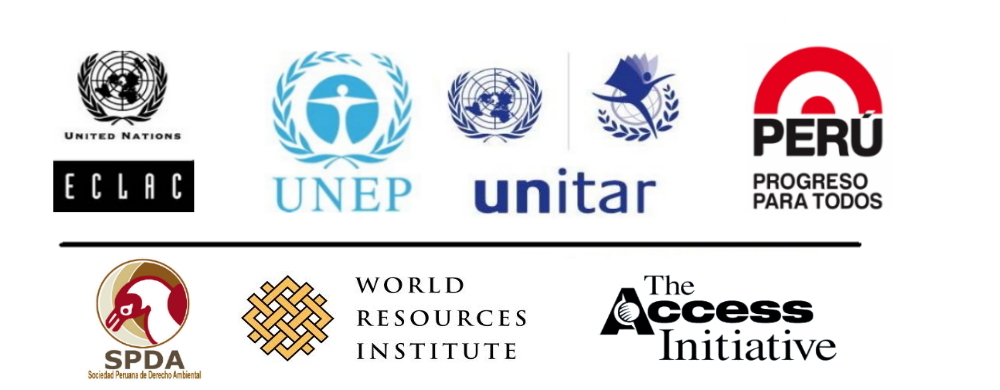 UNITED NATIONS
ECLAC
UNEP
unitar
PERÚ
PROGRESO
PARA TODOS
SPDA
Sociedad Peruana de Derecho Ambiental
WORLD
RESOURCES
INSTITUTE
The
Access
Initiative